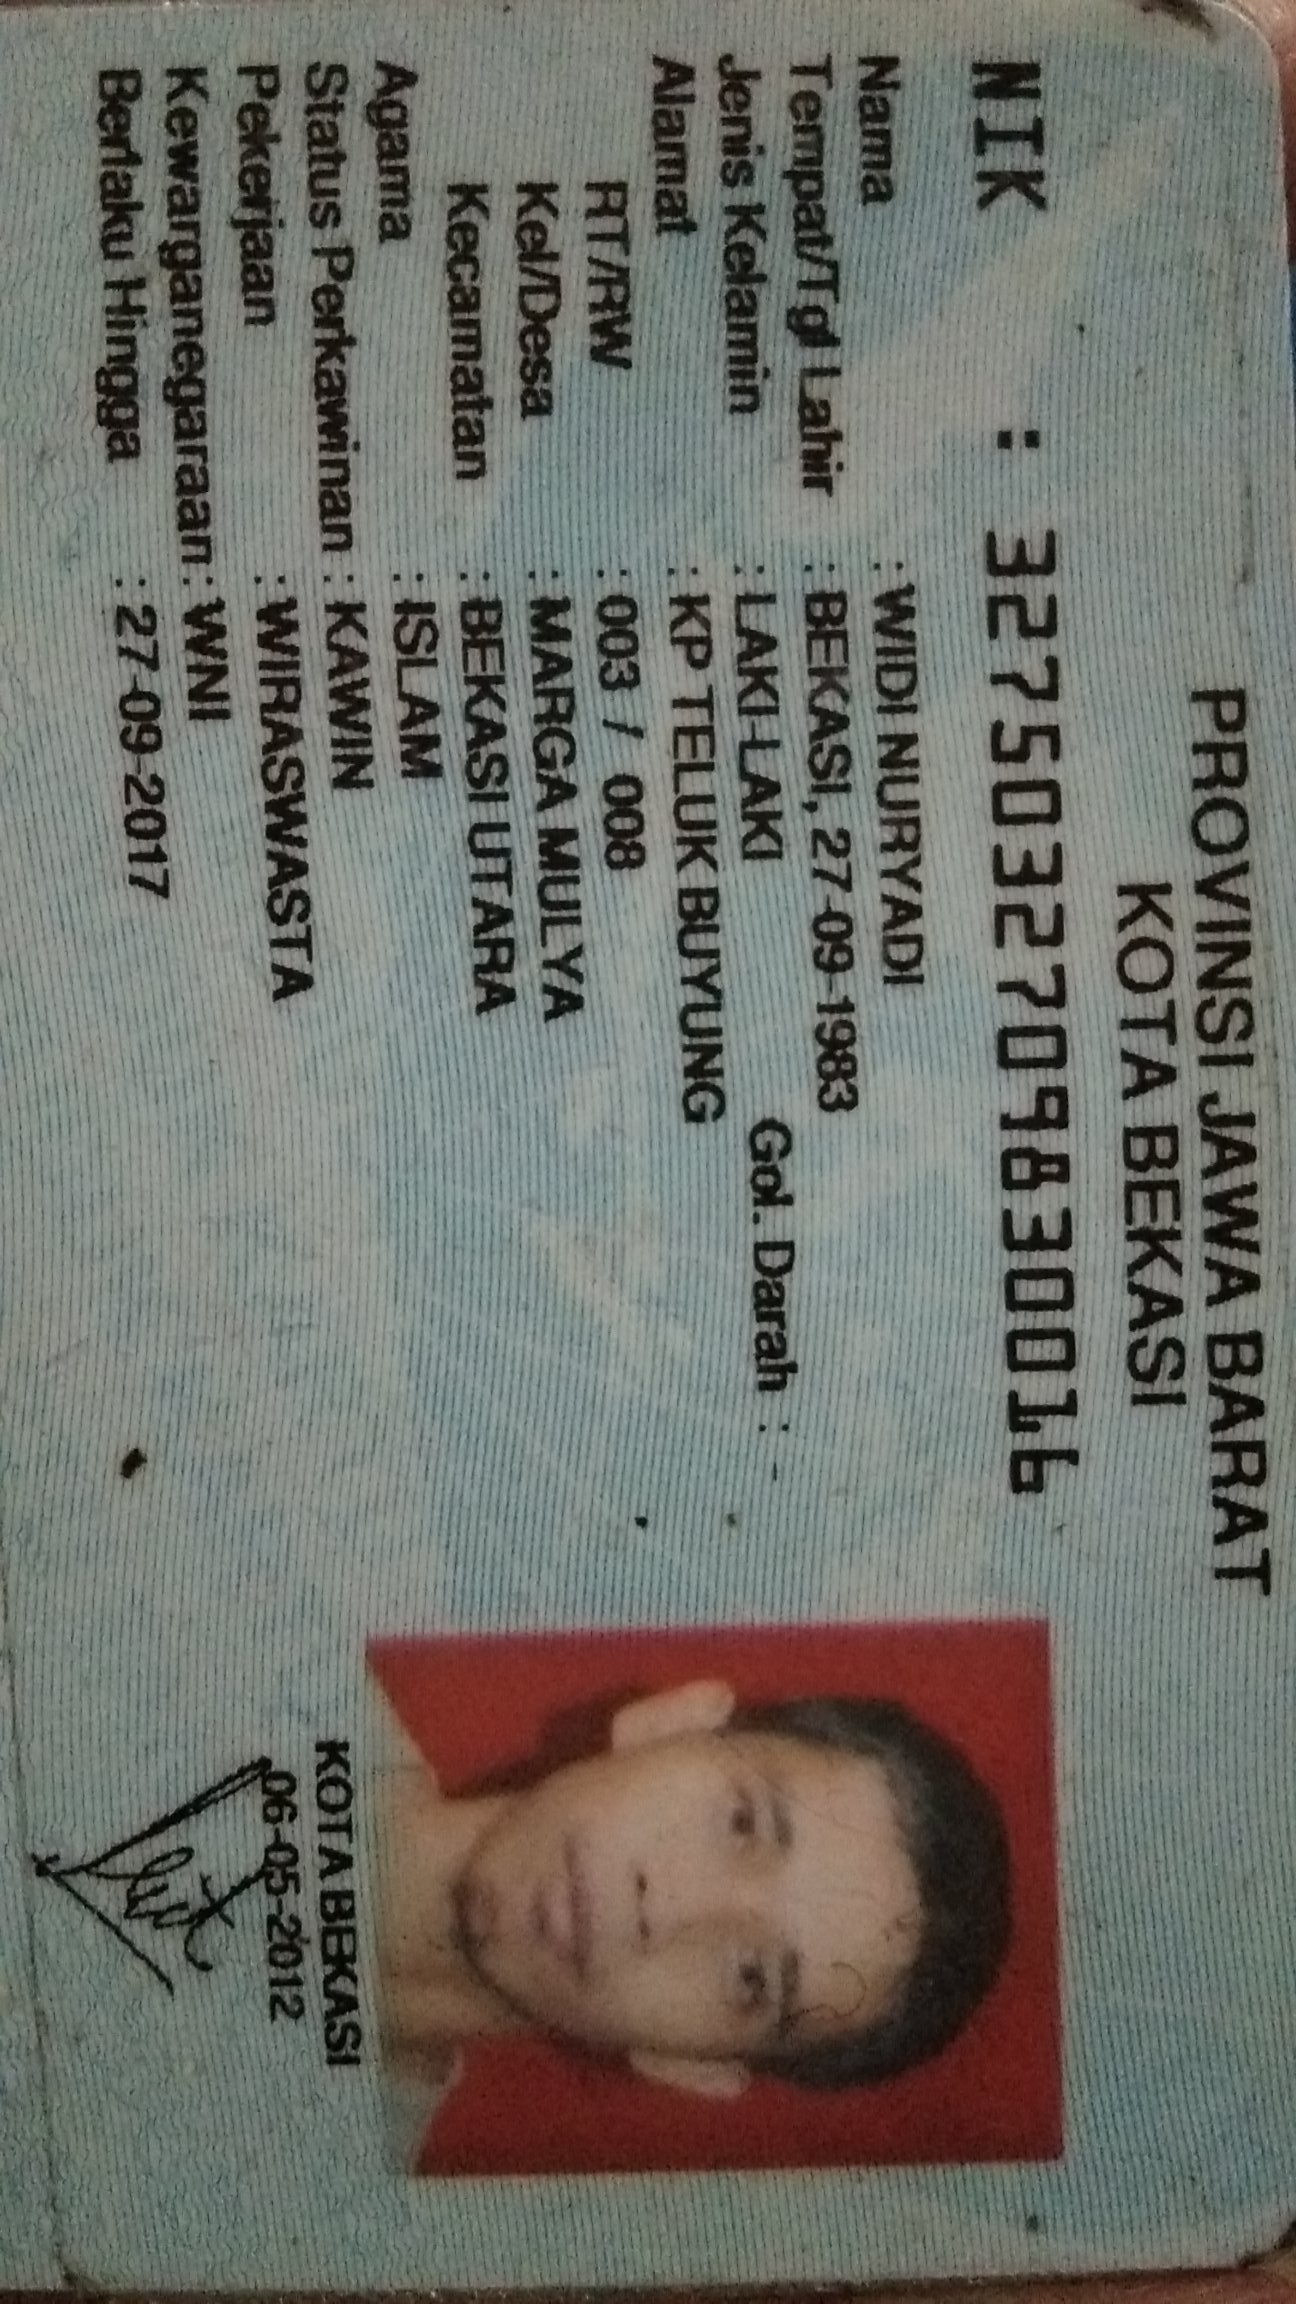 PROVINSI JAWA BARAT
KOTA BEKASI
NIK : 3275032709830016
Nama : WIDI NURYADI
Tempat/Tgl Lahir : BEKASI, 27-09-1983
Jenis Kelamin : LAKI-LAKI Gol. Darah : -
Alamat : KP TELUK BUYUNG
RT/RW : 003 / 008
Kel/Desa : MARGA MULYA
Kecamatan : BEKASI UTARA
Agama : ISLAM
Status Perkawinan : KAWIN
Pekerjaan : WIRASWASTA
Kewarganegaraan : WNI
Berlaku Hingga : 27-09-2017
KOTA BEKASI
06-05-2012